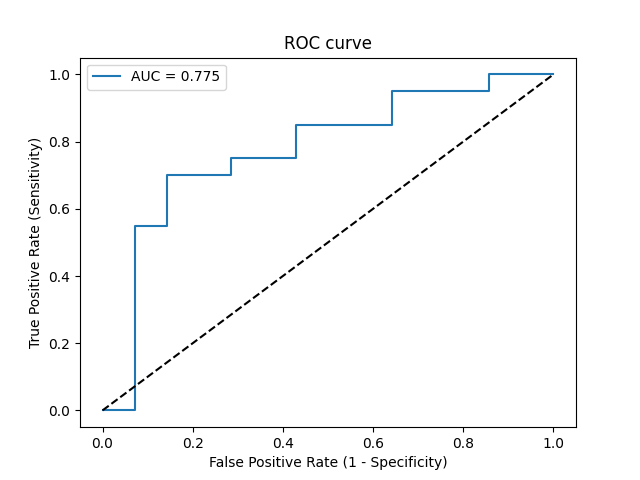 ROC curve
AUC = 0.775
1.0
0.8
0.6
0.4
0.2
0.0
True Positive Rate (Sensitivity)
0.0 0.2 0.4 0.6 0.8 1.0
False Positive Rate (1 - Specificity)